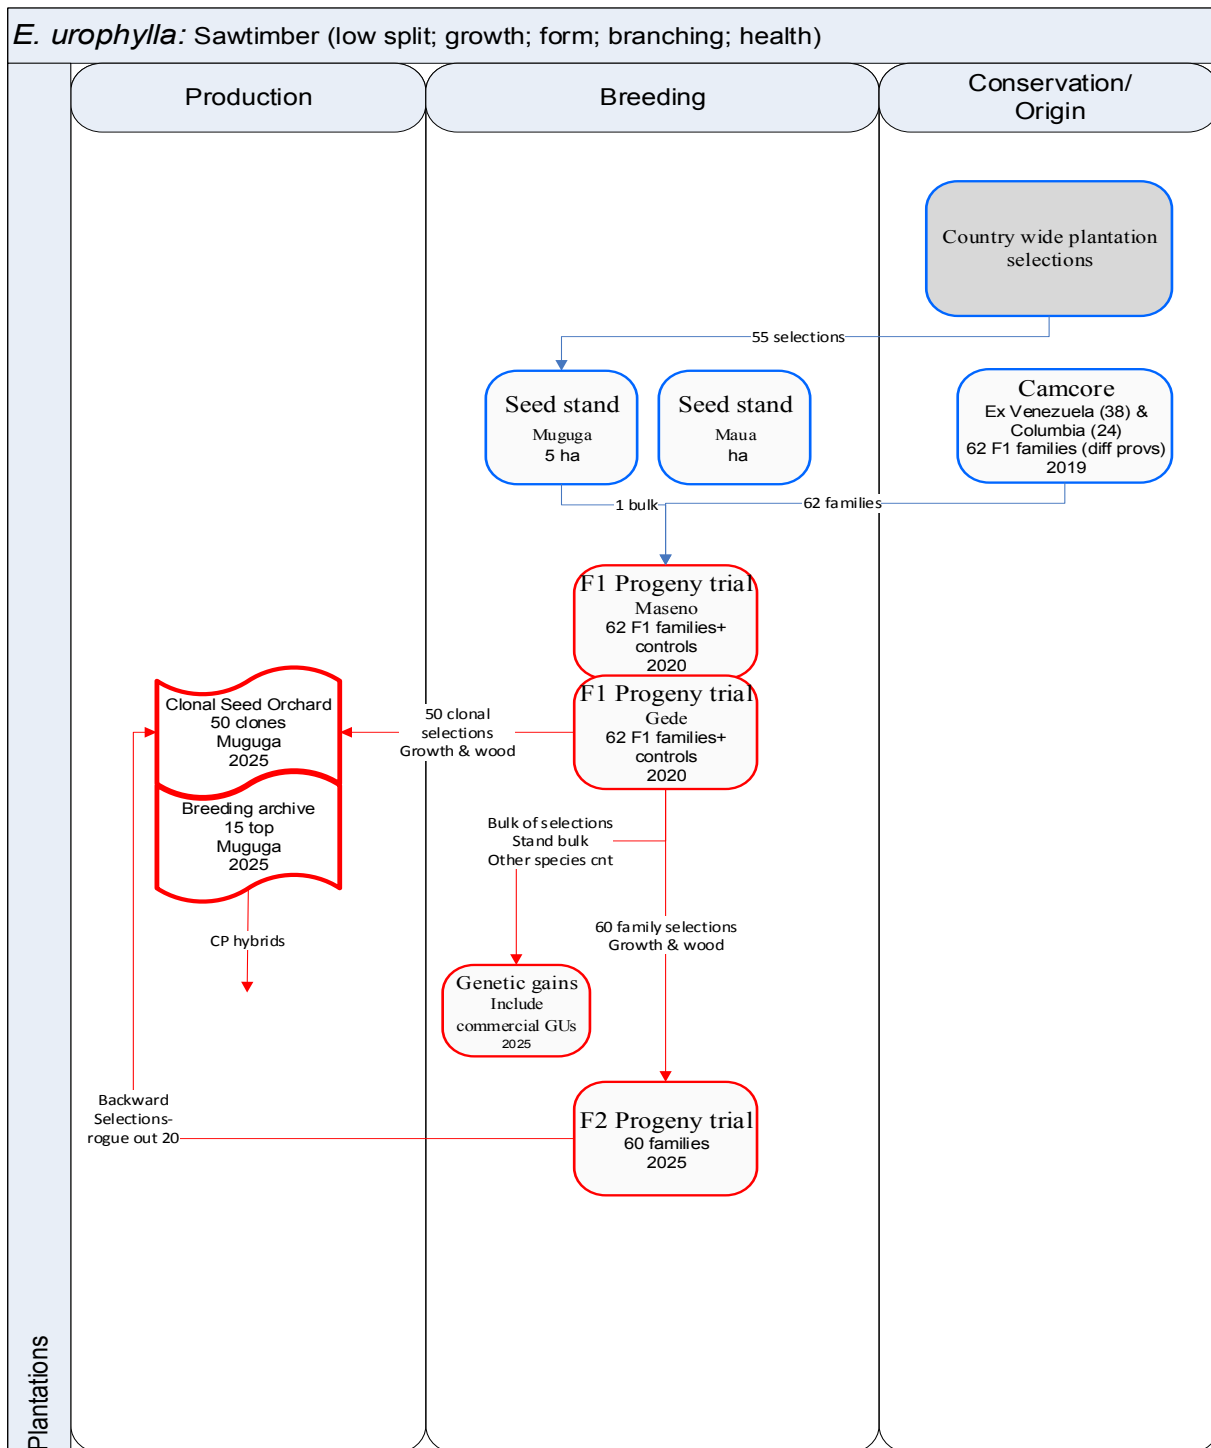 E. urophylla: Sawtimber (low split; growth; form; branching; health)
Production
Breeding
Conservation/
Origin
Country wide plantation
selections
55 selections
Seed stand
Muguga
5 ha
Seed stand
Maua
ha
Camcore
Ex Venezuela (38) &
Columbia (24)
62 F1 families (diff provs)
2019
1 bulk
62 families
F1 Progeny trial
Maseno
62 F1 families+
controls
2020
F1 Progeny trial
Gede
62 F1 families+
controls
2020
50 clonal
selections
Growth & wood
Clonal Seed Orchard
50 clones
Muguga
2025
Breeding archive
15 top
Muguga
2025
CP hybrids
Bulk of selections
Stand bulk
Other species cnt
60 family selections
Growth & wood
Genetic gains
Include
commercial GUs
2025
F2 Progeny trial
60 families
2025
Backward
Selections-
rogue out 20
Plantations